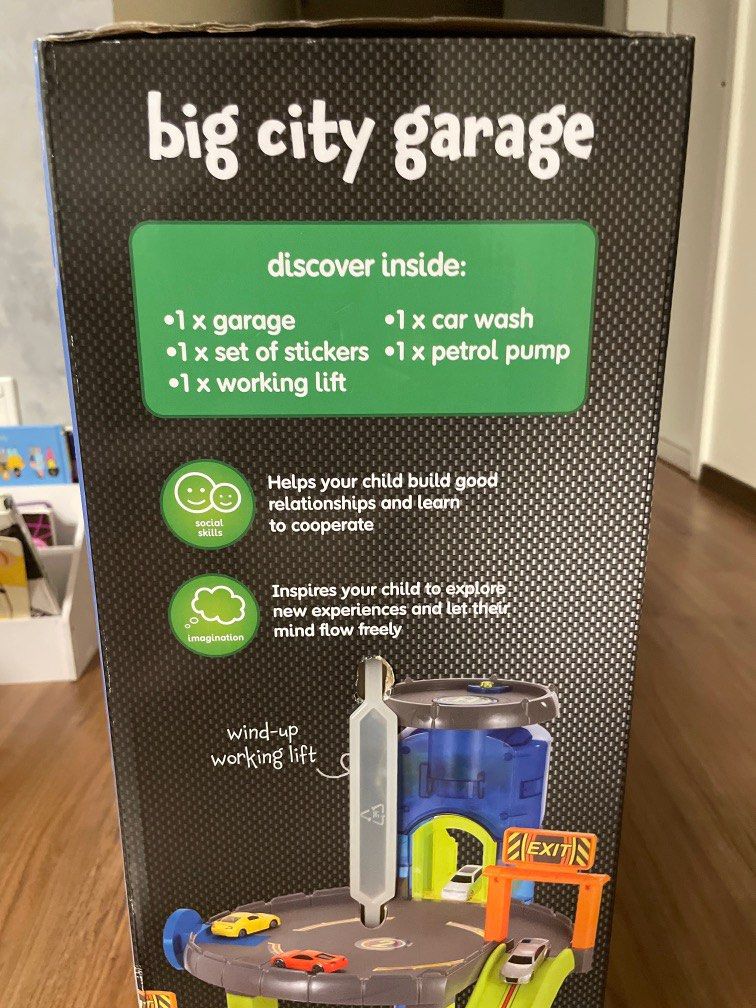 big city garage
discover inside:
•1 x garage •1 x car wash
•1 x set of stickers •1 x petrol pump
•1 x working lift
social
skills
Helps your child build good
relationships and learn
to cooperate
imagination
Inspires your child to explore
new experiences and let their
mind flow freely
wind-up
working lift
EXIT